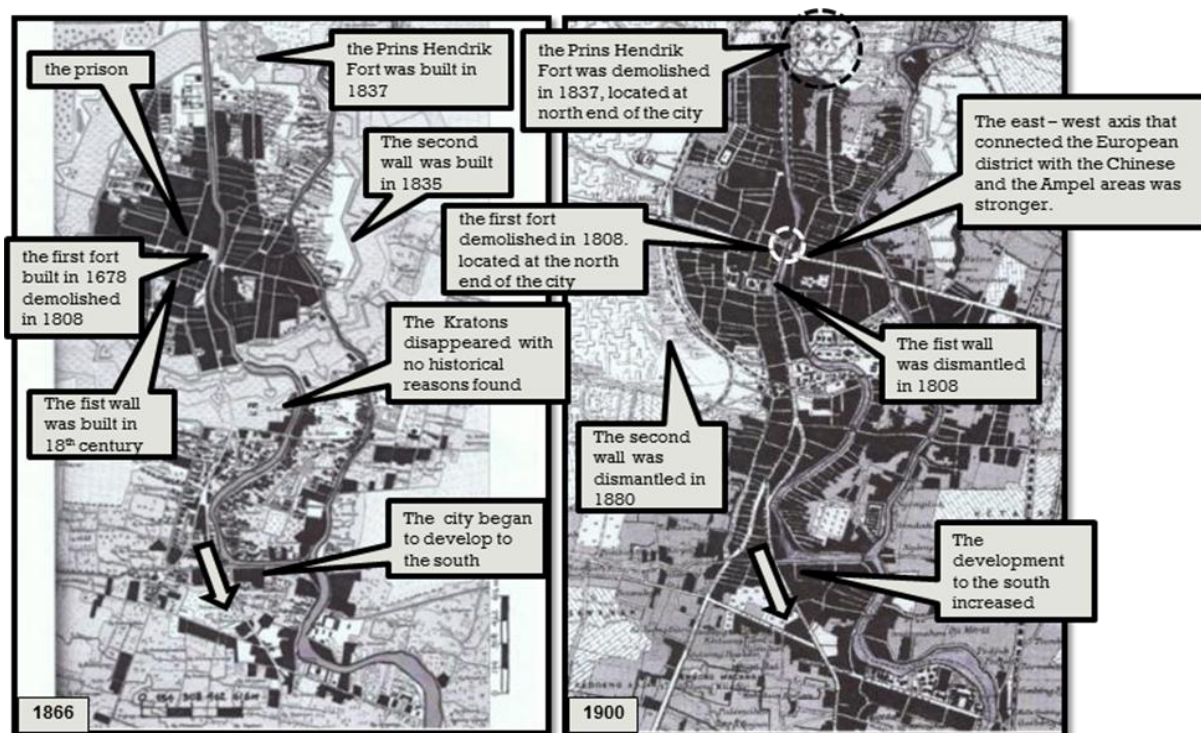 the prison
the Prins Hendrik
Fort was built in
1837
The second
wall was built
in 1835
the first fort
built in 1678
demolished
in 1808
The fist wall
was built in
18th century
The Kratons
disappeared with
no historical
reasons found
The city began
to develop to
the south
1866
the Prins Hendrik
Fort was demolished
in 1837, located at
north end of the city
The east – west axis that
connected the European
district with the Chinese
and the Ampel areas was
stronger.
the first fort
demolished in 1808.
located at the north
end of the city
The fist wall
was dismantled
in 1808
The second
wall was
dismantled in
1880
The
development
to the south
increased
1900